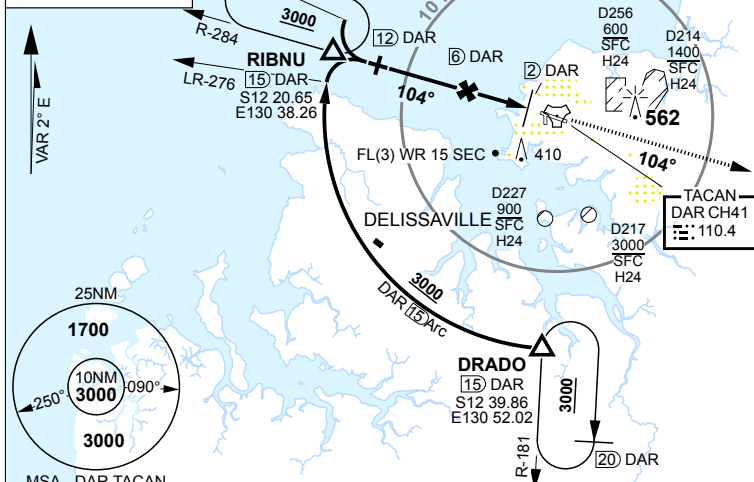 3000
R-284
12 DAR
RIBNU
15 DAR
S12 20.65
E130 38.26
LR-276
VAR 2° E
10
6 DAR
2 DAR
104°
D256
600
SFC
H24
D214
1400
SFC
H24
562
FL(3) WR 15 SEC
410
104°
D227
900
SFC
H24
DELISSAVILLE
D217
3000
SFC
H24
TACAN
DAR CH41
110.4
3000
DAR 15 Arc
DRADO
15 DAR
S12 39.86
E130 52.02
3000
R-181
20 DAR
25NM
1700
10NM
3000
250°
090°
3000
MSA DAR TACAN